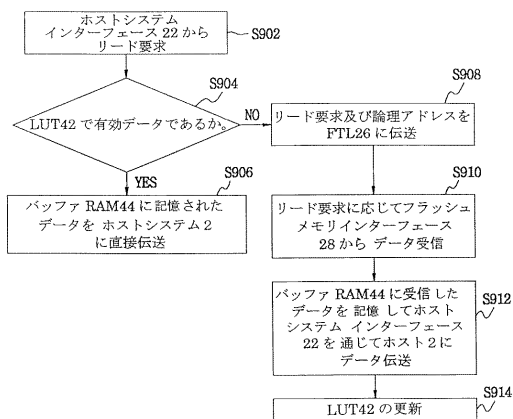 ホストシステム
インターフェース 22 から
リード要求
S902
S904
LUT42 で有効データであるか。
NO
YES
S906
バッファ RAM44 に記憶された
データを ホストシステム 2
に直接伝送
S908
リード要求及び論理アドレスを
FTL26 に伝送
S910
リード要求に応じてフラッシュ
メモリインターフェース
28 から データ受信
S912
バッファ RAM44 に受信した
データを 記憶 してホスト
システム インターフェース
22 を 通じてホスト 2 に
データ伝送
S914
LUT42 の更新